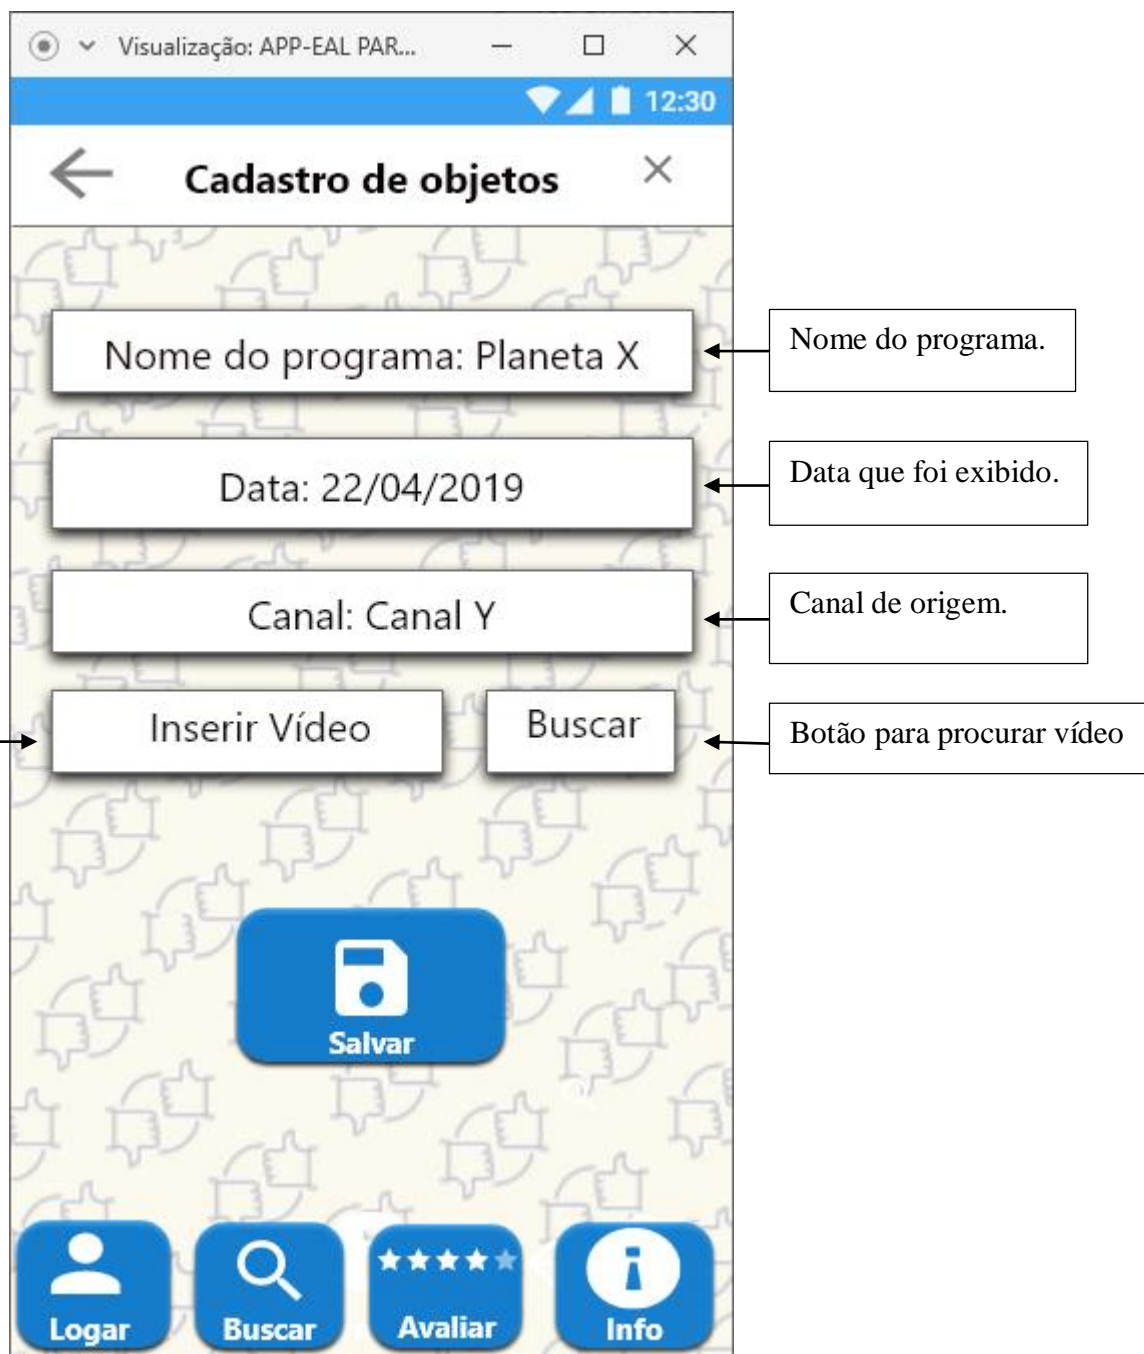 Visualização: APP-EAL PAR...
12:30
Cadastro de objetos
Nome do programa: Planeta X
Nome do programa.
Data: 22/04/2019
Data que foi exibido.
Canal: Canal Y
Canal de origem.
Inserir Vídeo
Buscar
Botão para procurar vídeo
Salvar
Logar
Buscar
Avaliar
Info